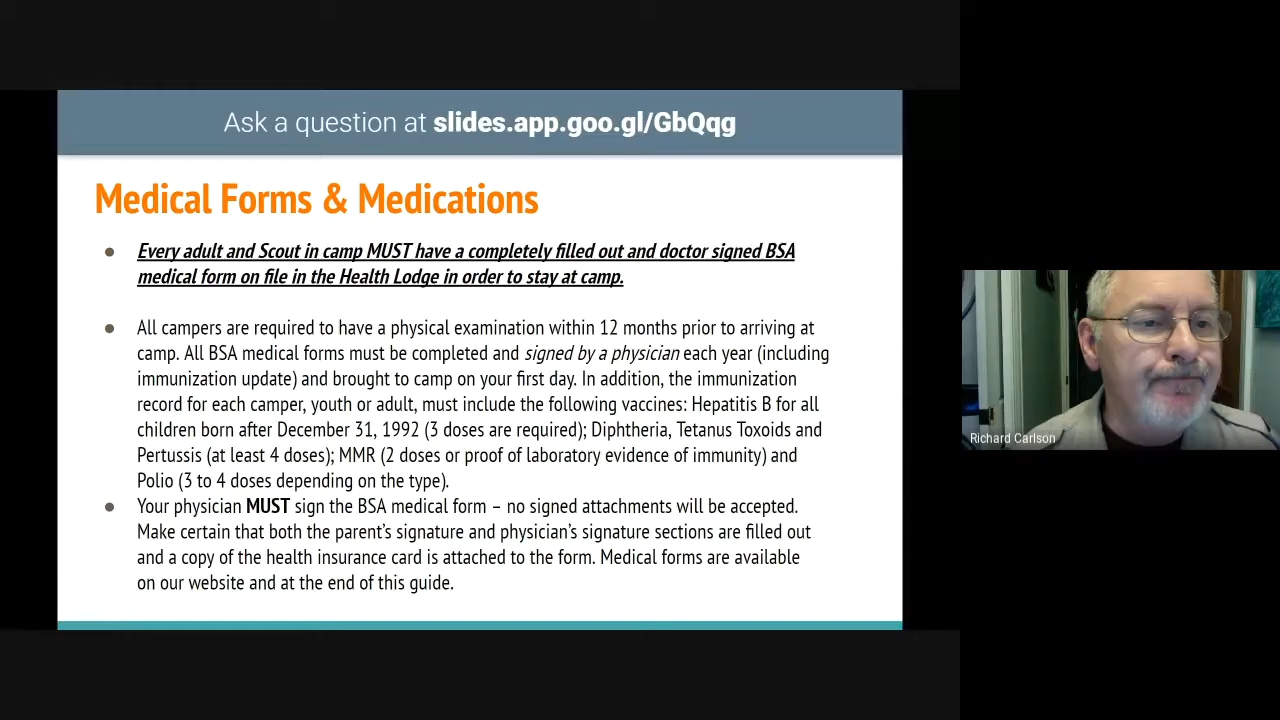 Ask a question at slides.app.goo.gl/GbQqg
Medical Forms & Medications
● Every adult and Scout in camp MUST have a completely filled out and doctor signed BSA
medical form on file in the Health Lodge in order to stay at camp.
● All campers are required to have a physical examination within 12 months prior to arriving at
camp. All BSA medical forms must be completed and signed by a physician each year (including
immunization update) and brought to camp on your first day. In addition, the immunization
record for each camper, youth or adult, must include the following vaccines: Hepatitis B for all
children born after December 31, 1992 (3 doses are required); Diphtheria, Tetanus Toxoids and
Pertussis (at least 4 doses); MMR (2 doses or proof of laboratory evidence of immunity) and
Polio (3 to 4 doses depending on the type).
● Your physician MUST sign the BSA medical form – no signed attachments will be accepted.
Make certain that both the parent’s signature and physician’s signature sections are filled out
and a copy of the health insurance card is attached to the form. Medical forms are available
on our website and at the end of this guide.
Richard Carlson